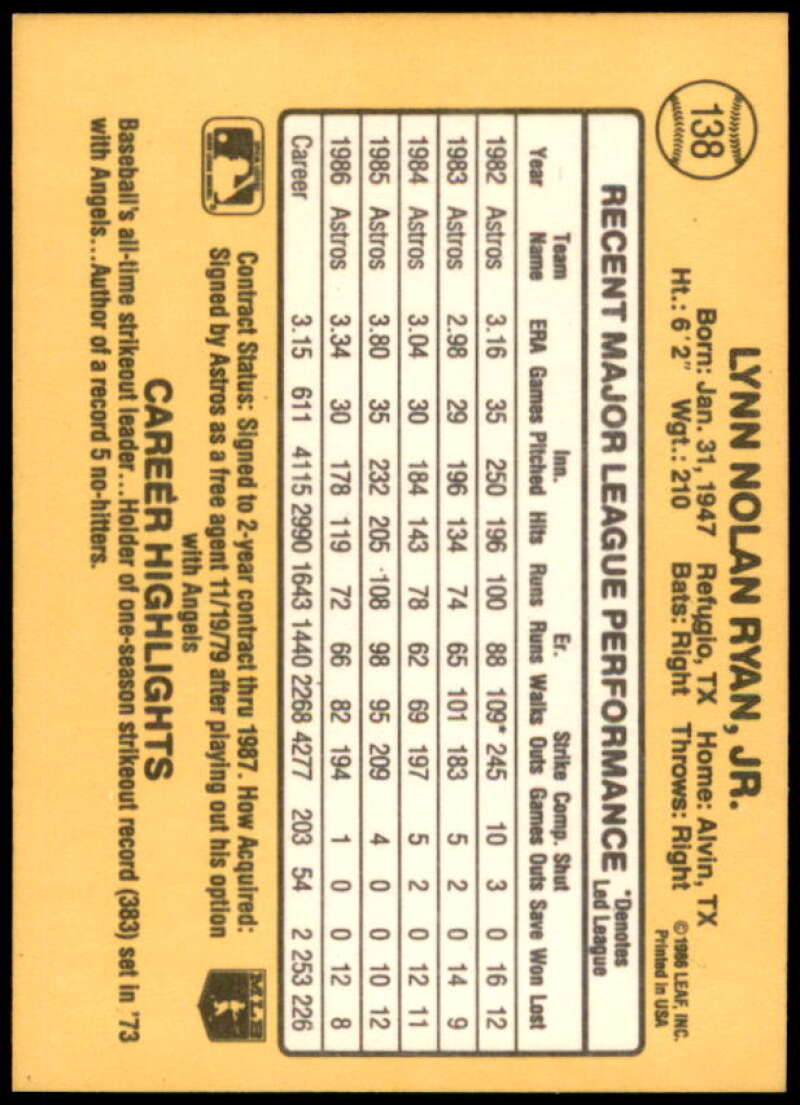 138
LYNN NOLAN RYAN, JR.
Born: Jan. 31, 1947 Refugio, TX Home: Alvin, TX
Ht.: 6'2" Wgt.: 210 Bats: Right Throws: Right
©1986 LEAF, INC.
Printed in USA
RECENT MAJOR LEAGUE PERFORMANCE *Denotes Led League
Team Inn. Er. Strike Comp. Shut
Year Name ERA Games Pitched Hits Runs Runs Walks Outs Games Outs Save Won Lost
1982 Astros 3.16 35 250 196 100 88 109* 245 10 3 0 16 12
1983 Astros 2.98 29 196 134 74 65 101 183 5 2 0 14 9
1984 Astros 3.04 30 184 143 78 62 69 197 5 2 0 12 11
1985 Astros 3.80 35 232 205 108 98 95 209 4 0 0 10 12
1986 Astros 3.34 30 178 119 72 66 82 194 1 0 0 12 8
Career 3.15 611 4115 2990 1643 1440 2268 4277 203 54 2 253 226
Contract Status: Signed to 2-year contract thru 1987. How Acquired:
Signed by Astros as a free agent 11/19/79 after playing out his option
with Angels
MLB
CAREER HIGHLIGHTS
Baseball's all-time strikeout leader...Holder of one-season strikeout record (383) set in '73
with Angels...Author of a record 5 no-hitters.